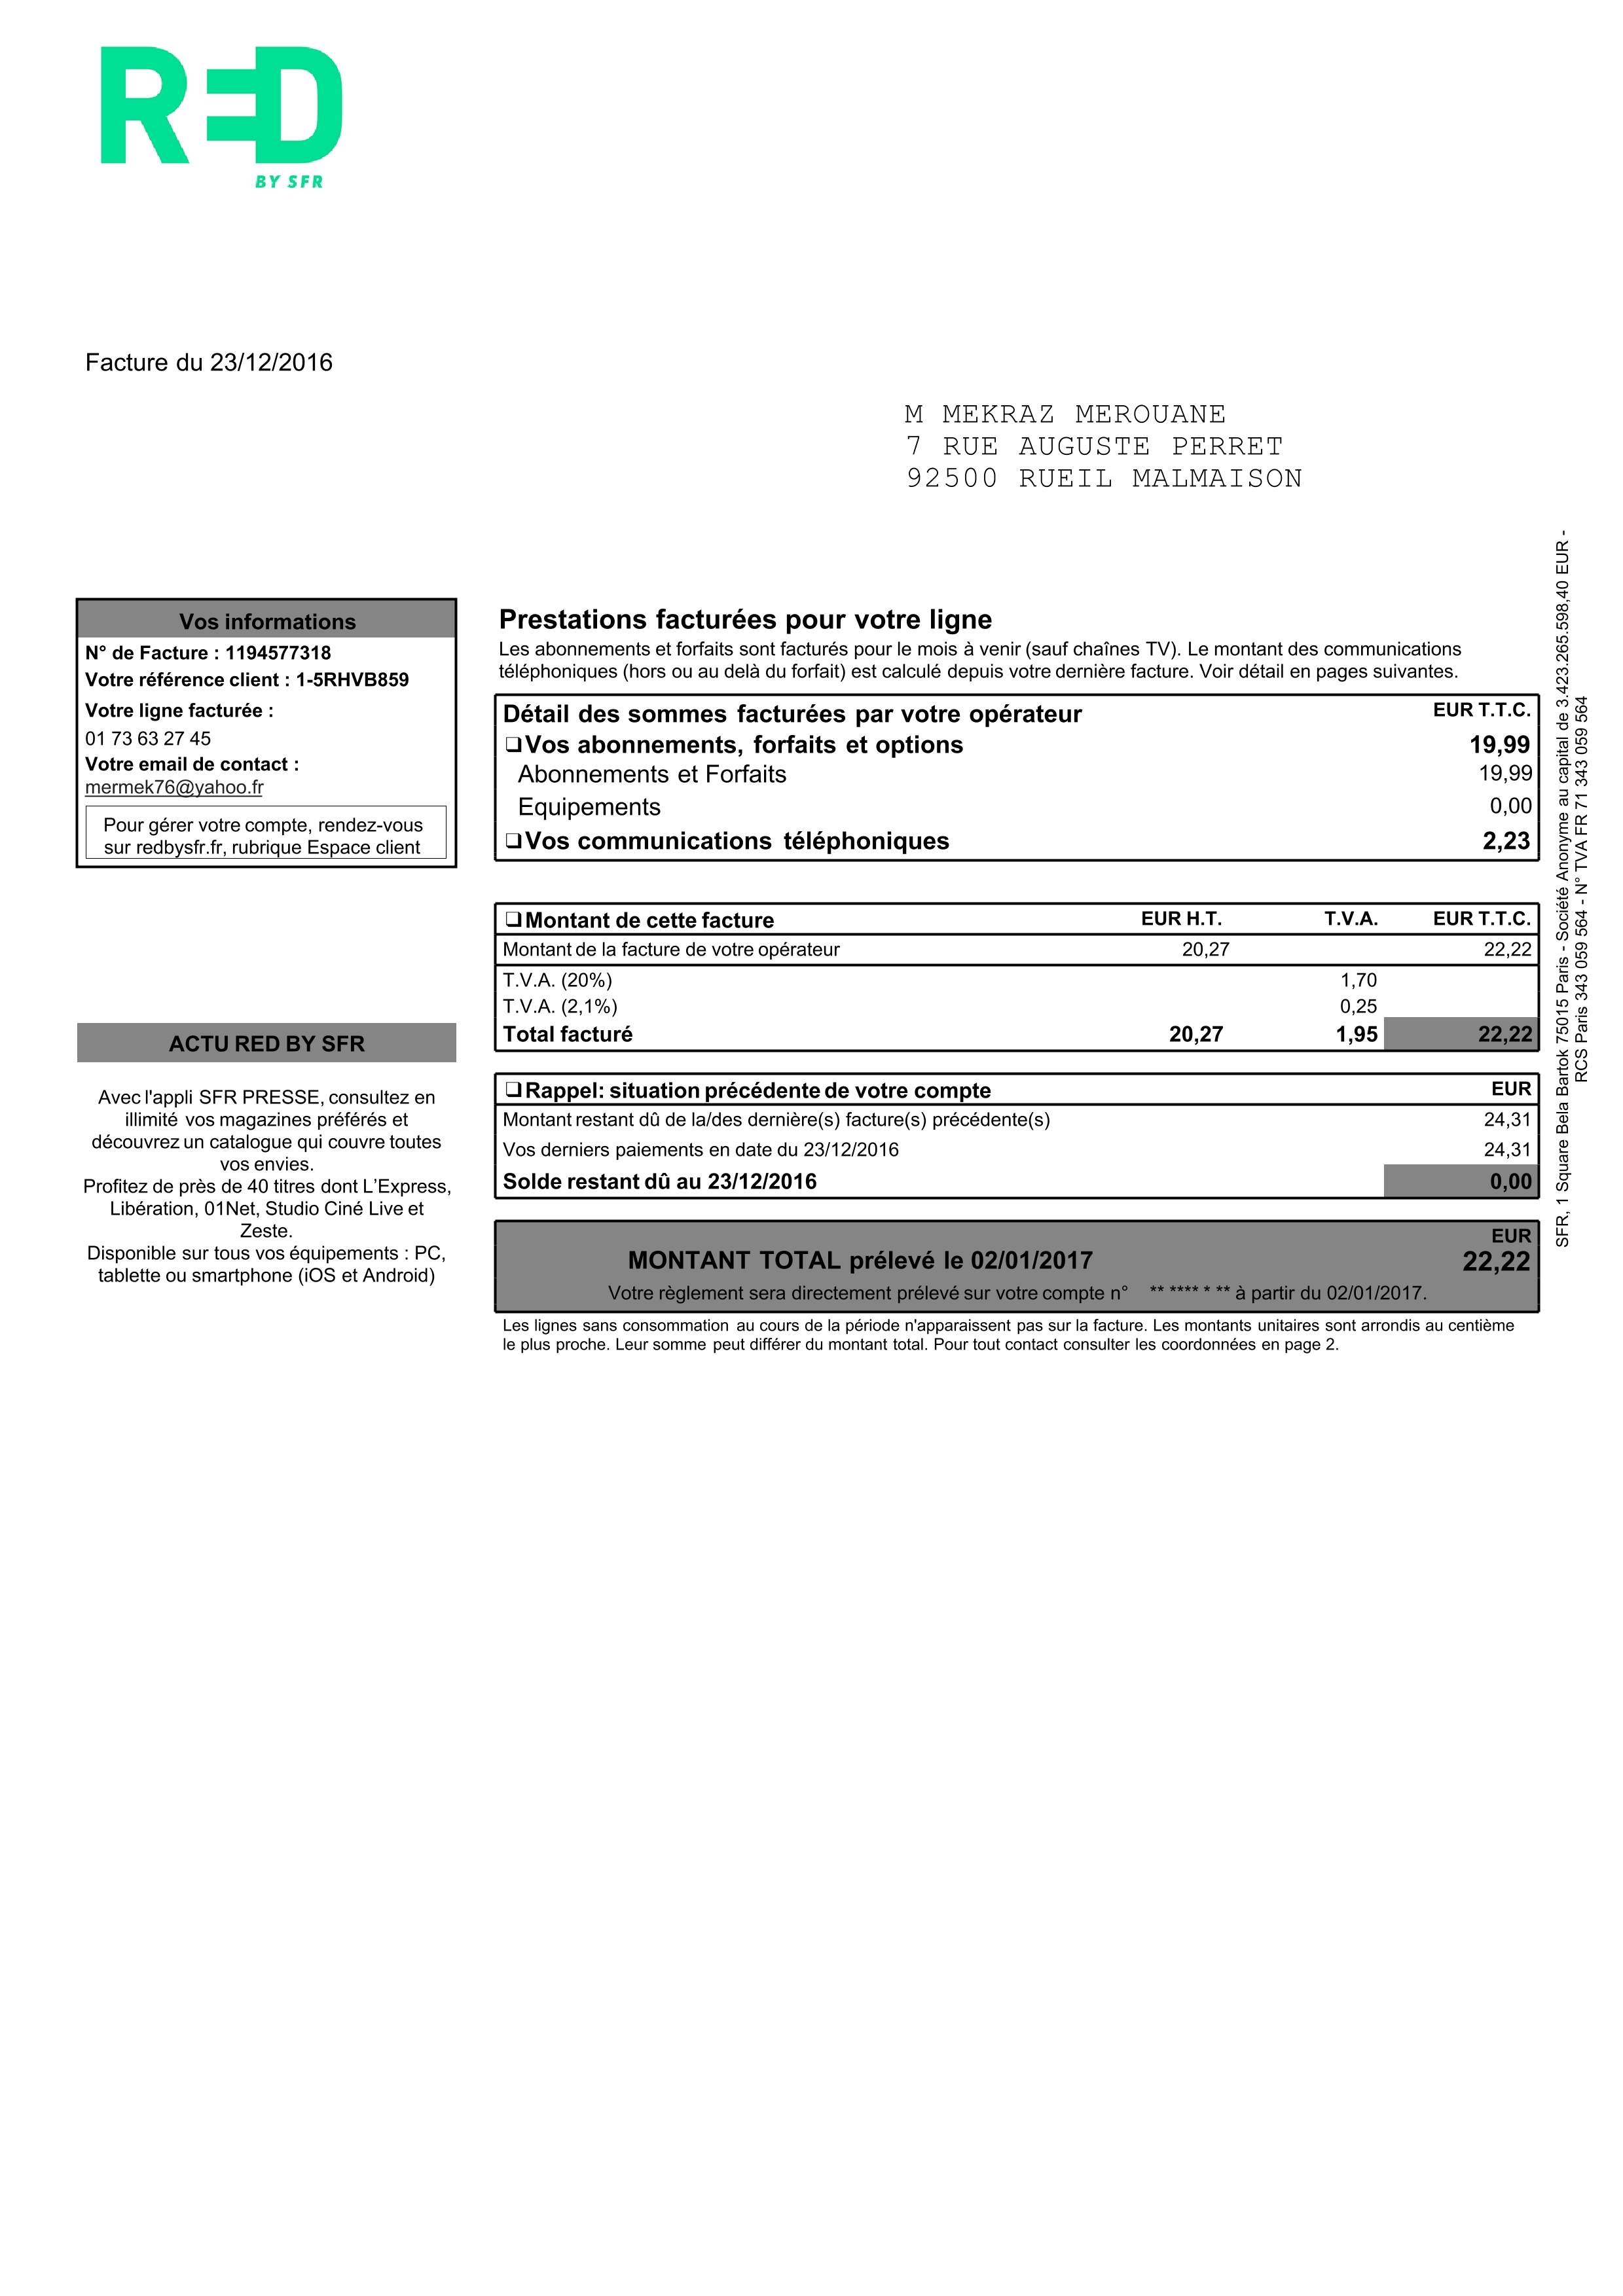 RED
BY SFR
Facture du 23/12/2016
M MEKRAZ MEROUANE
7 RUE AUGUSTE PERRET
92500 RUEIL MALMAISON
Vos informations
N° de Facture : 1194577318
Votre référence client : 1-5RHVB859
Votre ligne facturée :
01 73 63 27 45
Votre email de contact :
mermek76@yahoo.fr
Pour gérer votre compte, rendez-vous
sur redbysfr.fr, rubrique Espace client
ACTU RED BY SFR
Avec l'appli SFR PRESSE, consultez en
illimité vos magazines préférés et
découvrez un catalogue qui couvre toutes
vos envies.
Profitez de près de 40 titres dont L’Express,
Libération, 01Net, Studio Ciné Live et
Zeste.
Disponible sur tous vos équipements : PC,
tablette ou smartphone (iOS et Android)
Prestations facturées pour votre ligne
Les abonnements et forfaits sont facturés pour le mois à venir (sauf chaînes TV). Le montant des communications
téléphoniques (hors ou au delà du forfait) est calculé depuis votre dernière facture. Voir détail en pages suivantes.
Détail des sommes facturées par votre opérateur EUR T.T.C.
❑Vos abonnements, forfaits et options 19,99
Abonnements et Forfaits 19,99
Equipements 0,00
❑Vos communications téléphoniques 2,23
❑Montant de cette facture EUR H.T. T.V.A. EUR T.T.C.
Montant de la facture de votre opérateur 20,27 22,22
T.V.A. (20%) 1,70
T.V.A. (2,1%) 0,25
Total facturé 20,27 1,95 22,22
❑Rappel: situation précédente de votre compte EUR
Montant restant dû de la/des dernière(s) facture(s) précédente(s) 24,31
Vos derniers paiements en date du 23/12/2016 24,31
Solde restant dû au 23/12/2016 0,00
EUR
MONTANT TOTAL prélevé le 02/01/2017 22,22
Votre règlement sera directement prélevé sur votre compte n° ** **** * ** à partir du 02/01/2017.
Les lignes sans consommation au cours de la période n'apparaissent pas sur la facture. Les montants unitaires sont arrondis au centième
le plus proche. Leur somme peut différer du montant total. Pour tout contact consulter les coordonnées en page 2.
SFR, 1 Square Bela Bartok 75015 Paris - Société Anonyme au capital de 3.423.265.598,40 EUR -
RCS Paris 343 059 564 - N° TVA FR 71 343 059 564